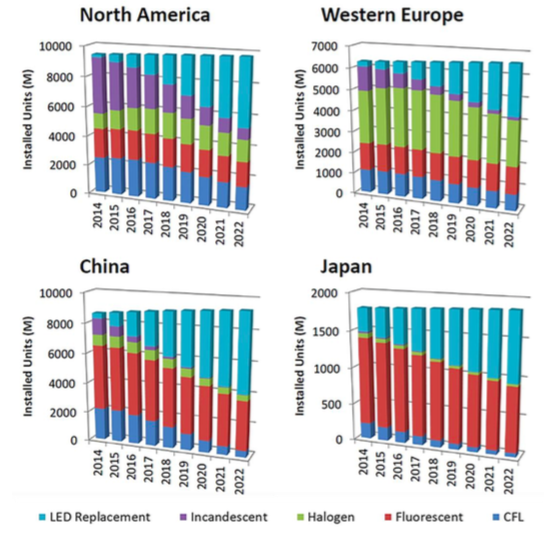 North America
Installed Units (M)
10000
8000
6000
4000
2000
0
2014 2015 2016 2017 2018 2019 2020 2021 2022
Western Europe
Installed Units (M)
7000
6000
5000
4000
3000
2000
1000
0
2014 2015 2016 2017 2018 2019 2020 2021 2022
China
Installed Units (M)
10000
8000
6000
4000
2000
0
2014 2015 2016 2017 2018 2019 2020 2021 2022
Japan
Installed Units (M)
2000
1500
1000
500
0
2014 2015 2016 2017 2018 2019 2020 2021 2022
LED Replacement Incandescent Halogen Fluorescent CFL